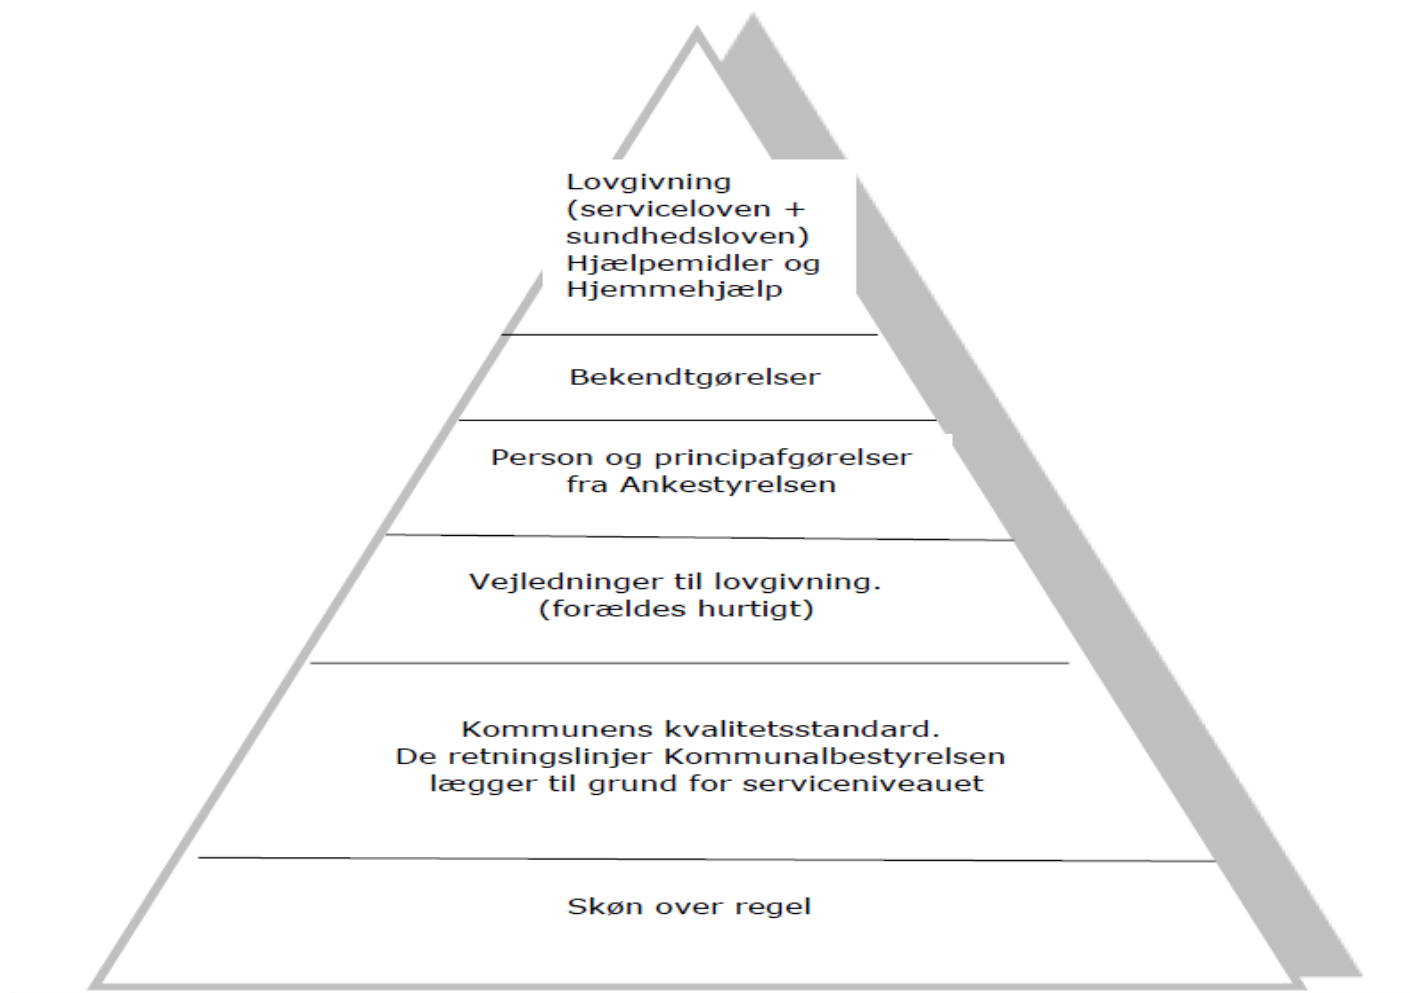 Lovgivning
(serviceloven +
sundhedsloven)
Hjælpemidler og
Hjemmehjælp
Bekendtgørelser
Person og principafgørelser
fra Ankestyrelsen
Vejledninger til lovgivning.
(forældes hurtigt)
Kommunens kvalitetsstandard.
De retningslinjer Kommunalbestyrelsen
lægger til grund for serviceniveauet
Skøn over regel